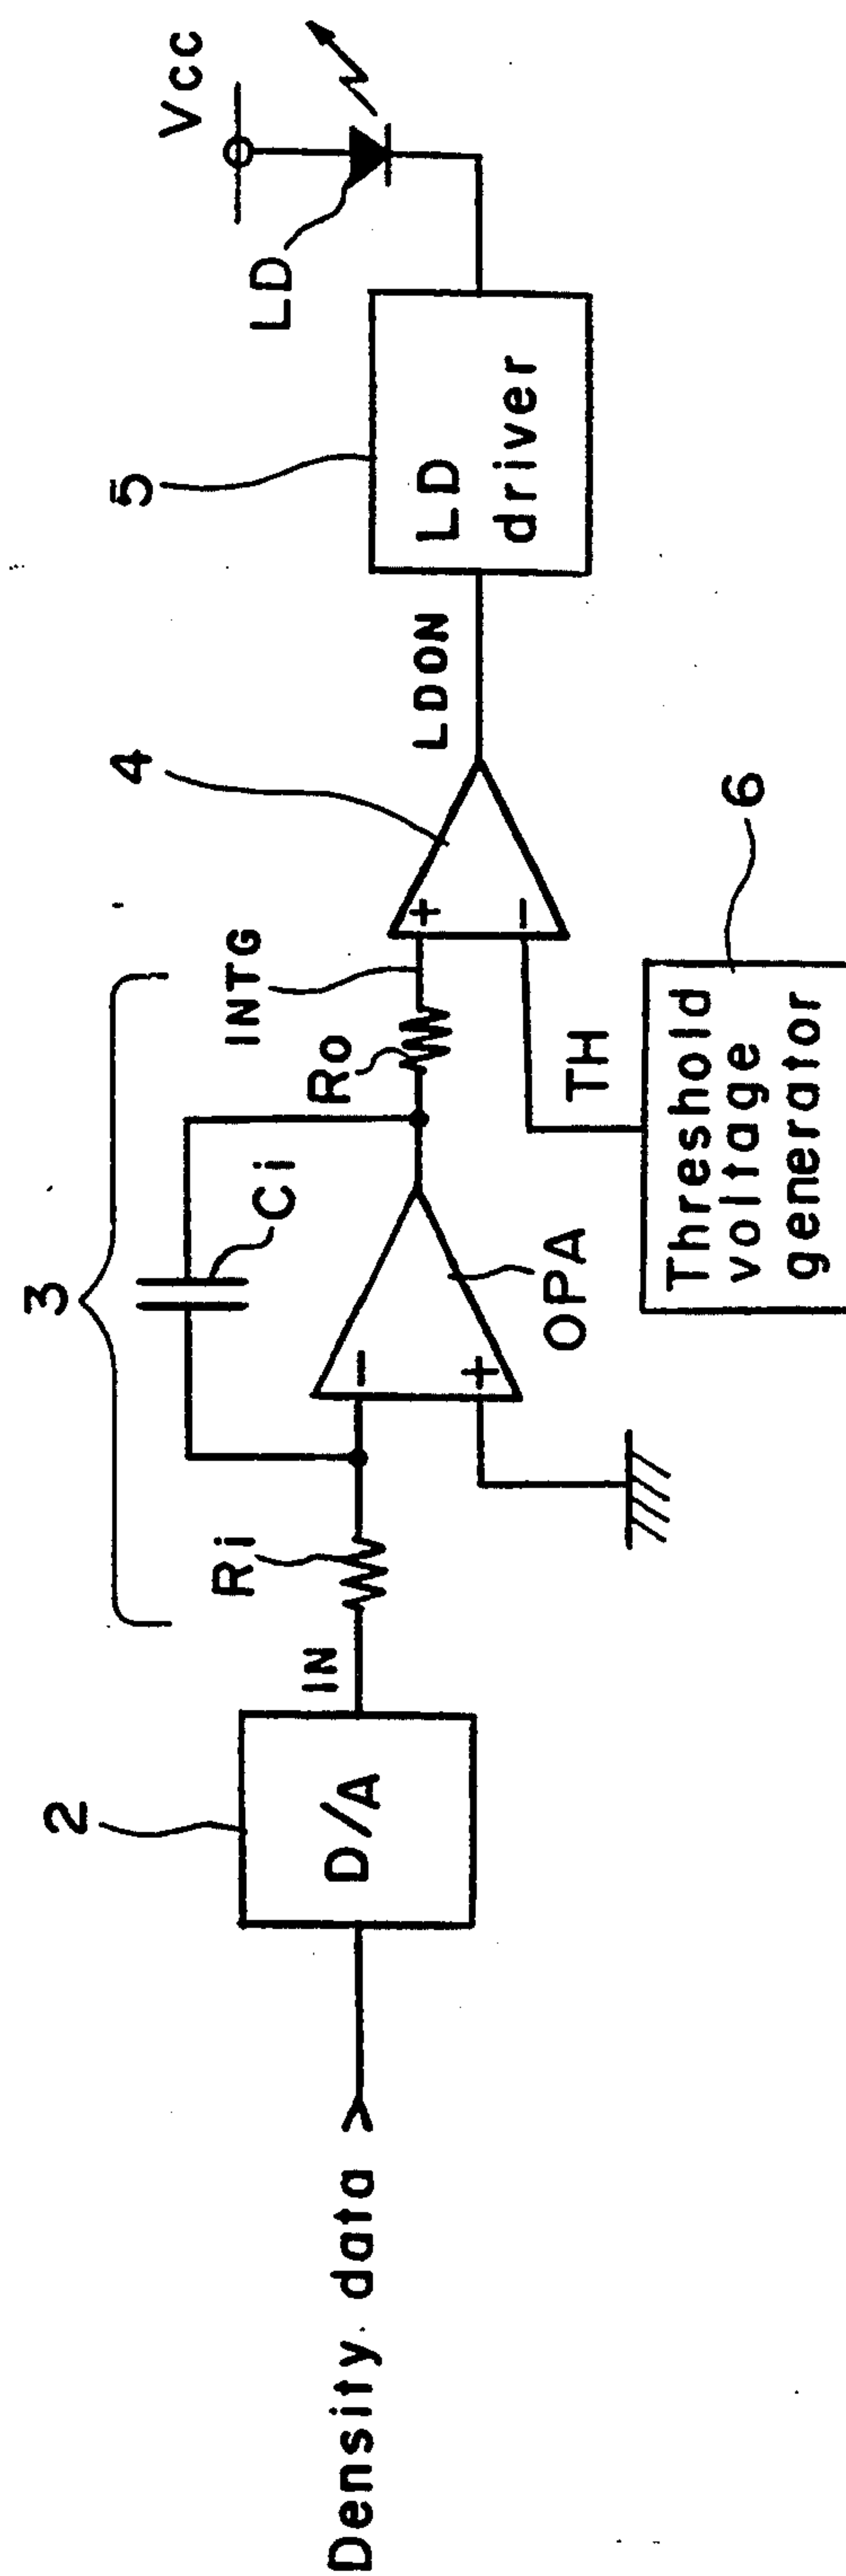 Density data
2
D/A
IN
3
Ri
Ci
OPA
Ro
INTG
4
+
-
-
+
TH
Threshold
voltage
generator
6
LDON
5
LD
driver
LD
Vcc